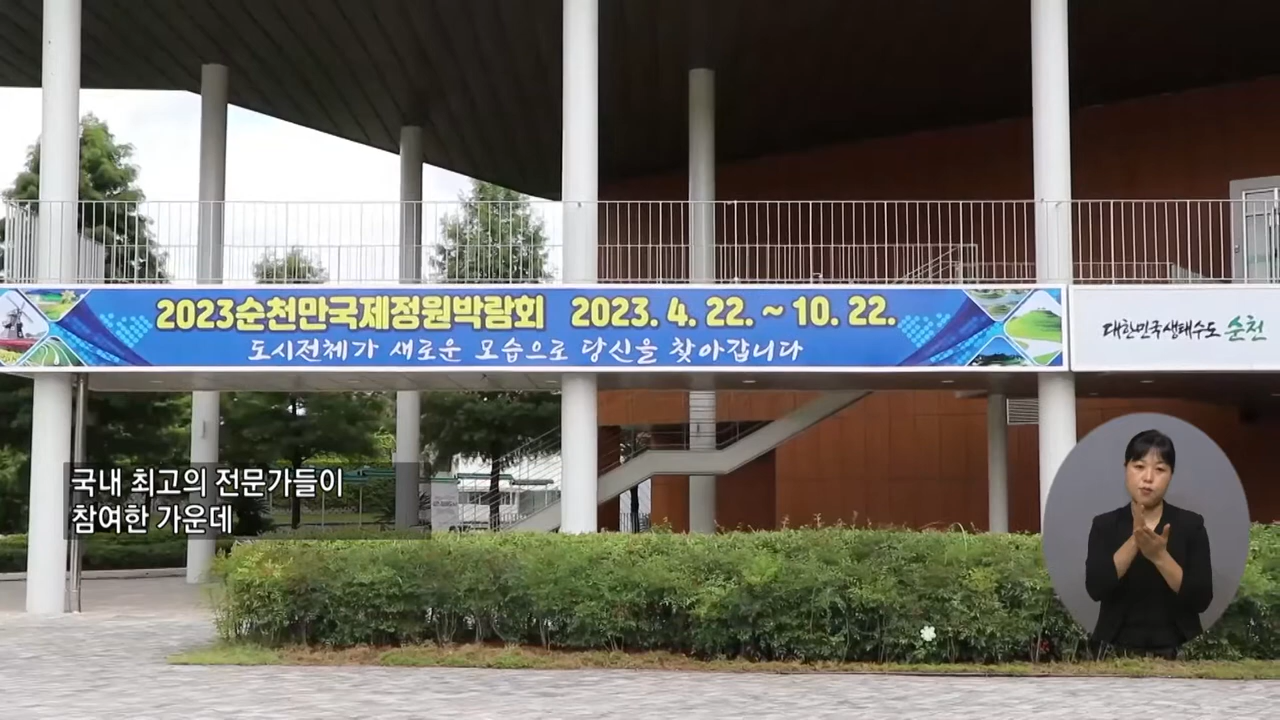 2023순천만국제정원박람회 2023. 4. 22. ~ 10. 22.
도시전체가 새로운 모습으로 당신을 찾아갑니다
대한민국생태수도 순천
국내 최고의 전문가들이
참여한 가운데